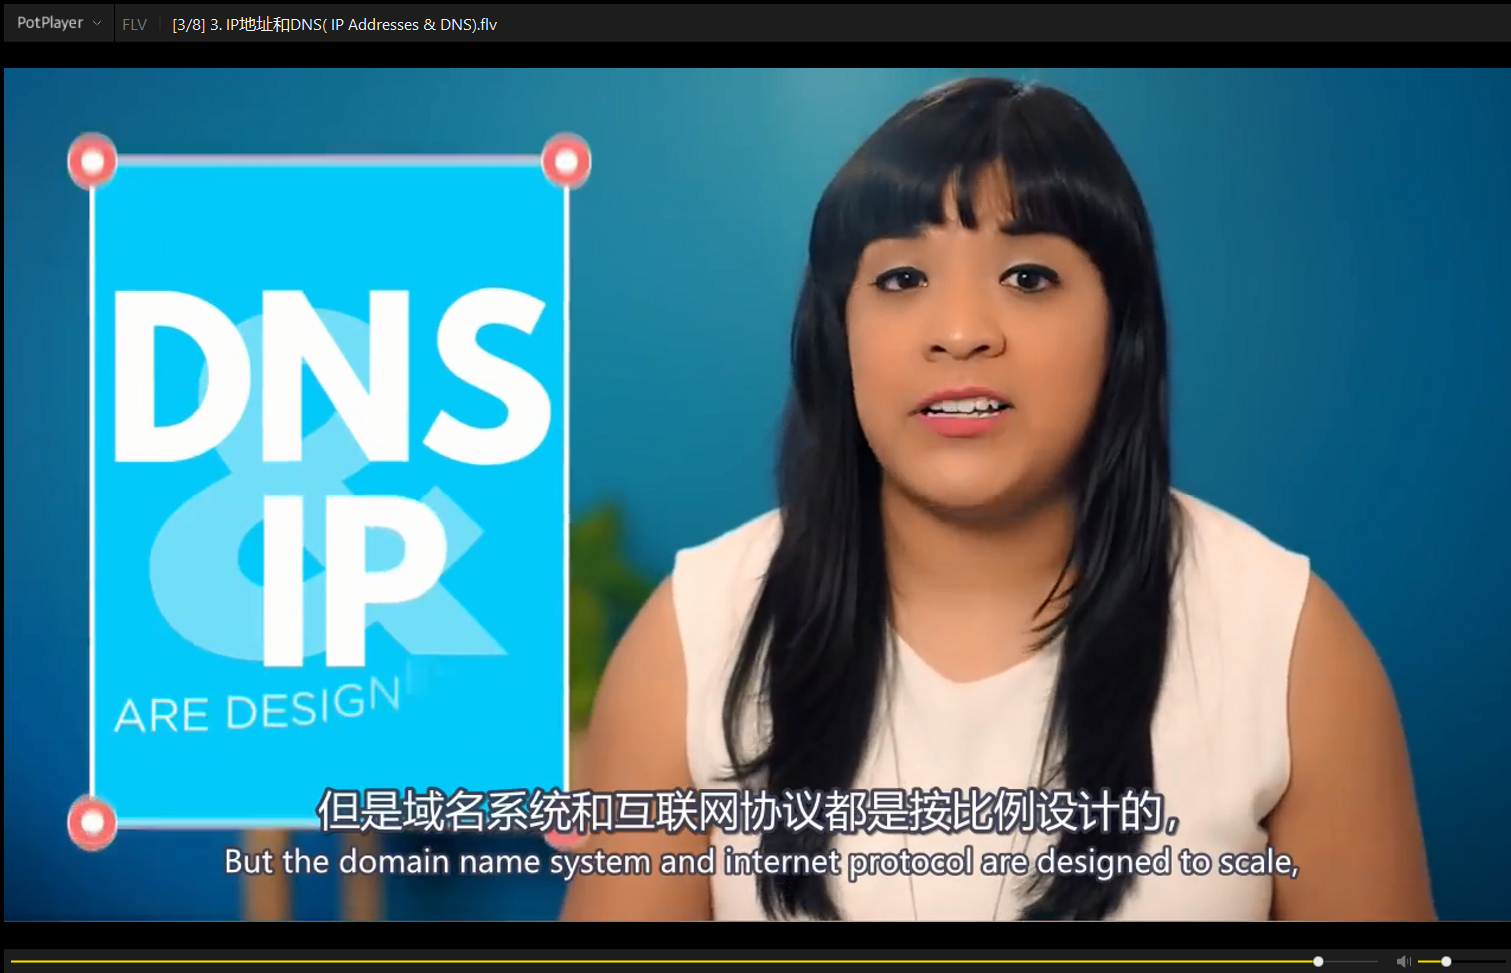 PotPlayer
FLV
[3/8] 3. IP地址和DNS( IP Addresses & DNS).flv
DNS
&
IP
ARE DESIGN
但是域名系统和互联网协议都是按比例设计的，
But the domain name system and internet protocol are designed to scale,